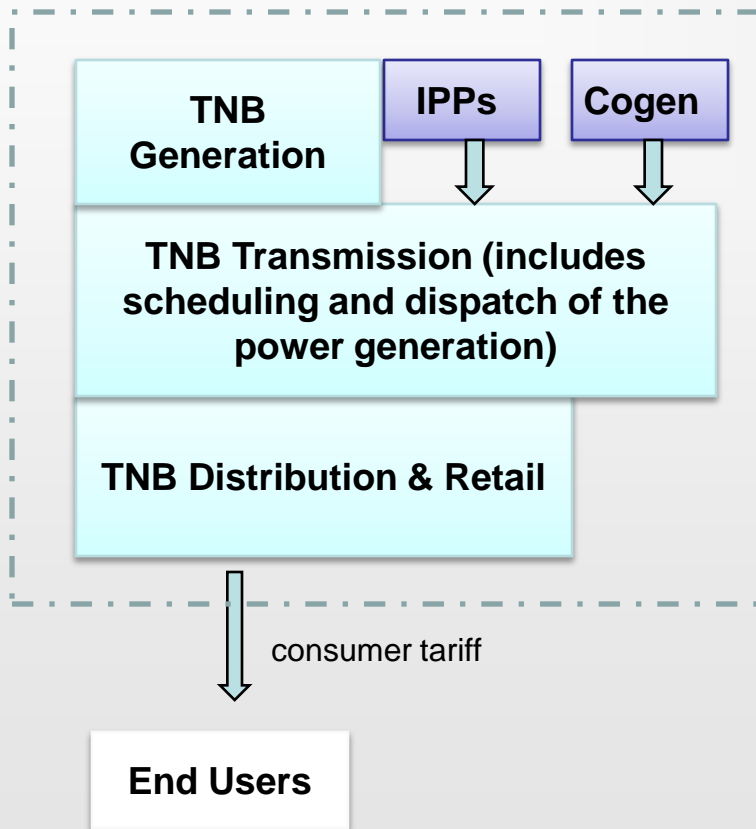 TNB
Generation
IPPs
Cogen
TNB Transmission (includes
scheduling and dispatch of the
power generation)
TNB Distribution & Retail
consumer tariff
End Users